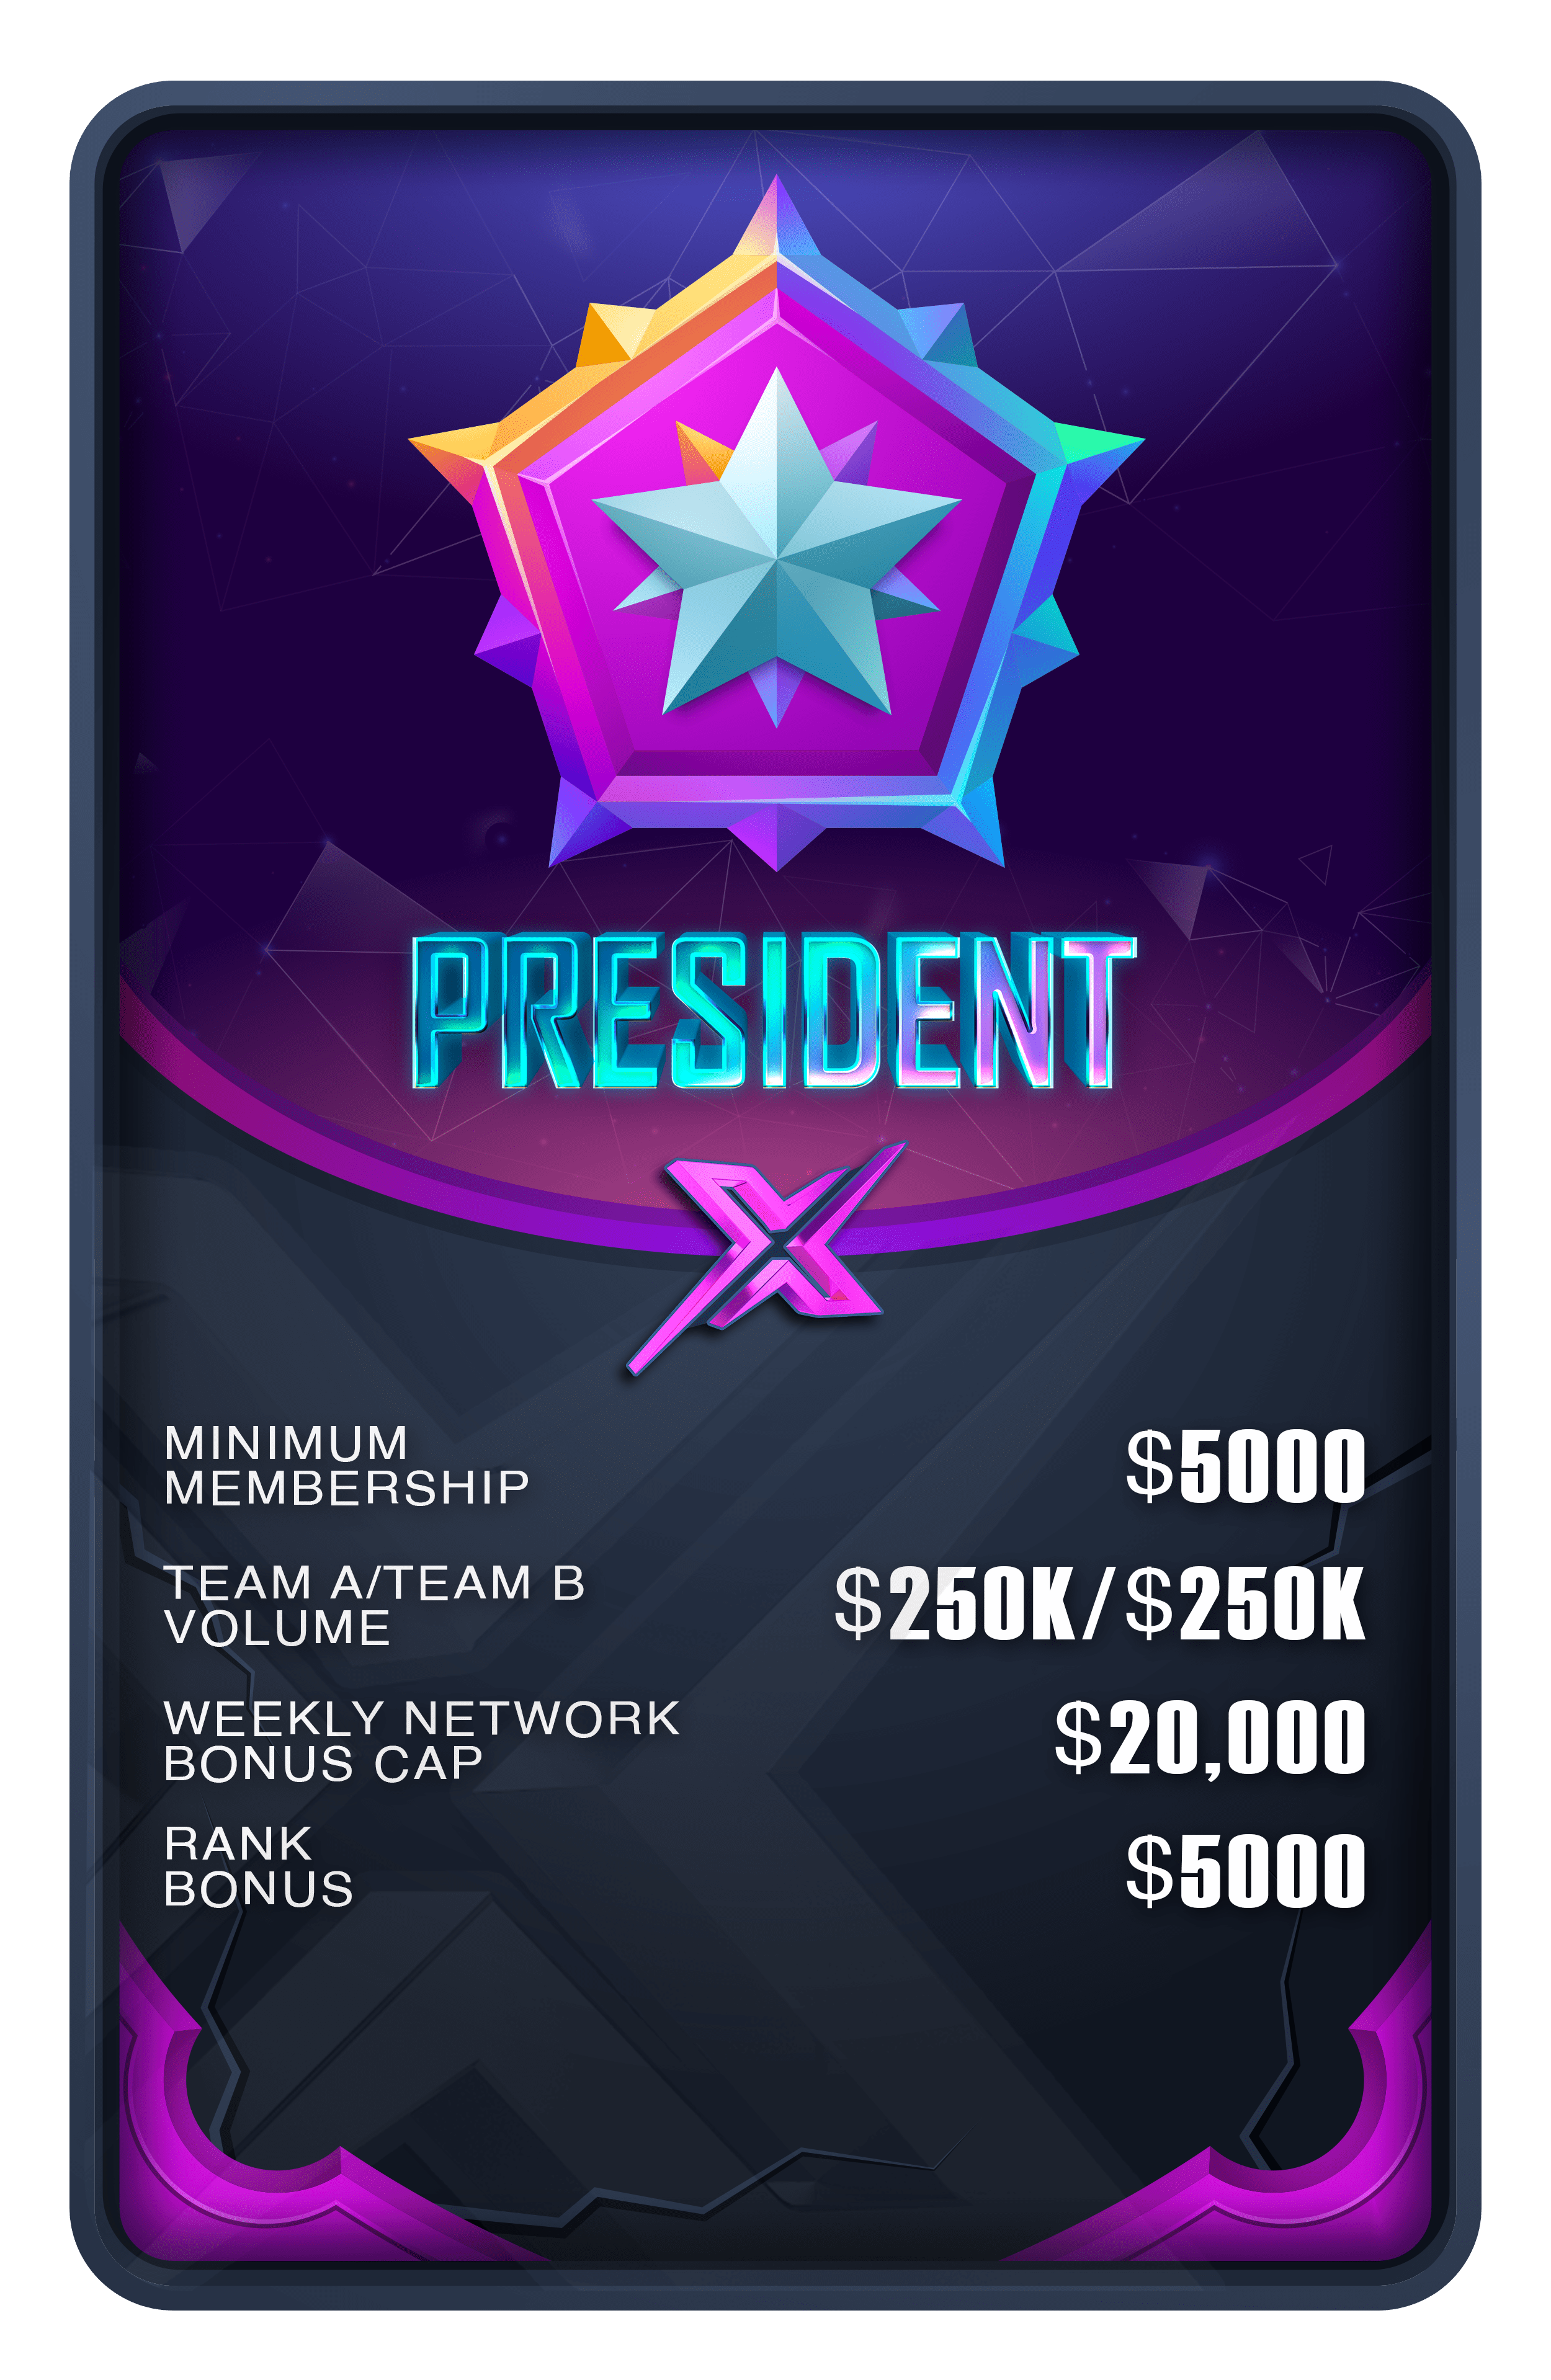 PRESIDENT
X
MINIMUM
MEMBERSHIP
$5000
TEAM A/TEAM B
VOLUME
$250K/$250K
WEEKLY NETWORK
BONUS CAP
$20,000
RANK
BONUS
$5000